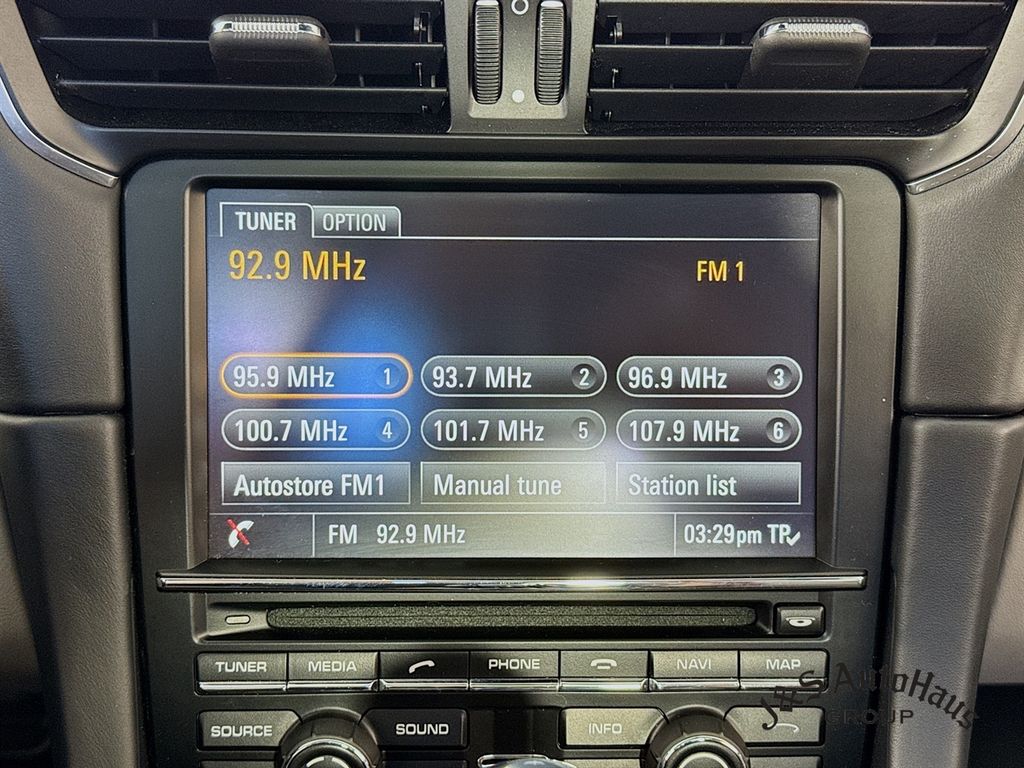 TUNER OPTION
92.9 MHz FM 1
95.9 MHz 1 93.7 MHz 2 96.9 MHz 3
100.7 MHz 4 101.7 MHz 5 107.9 MHz 6
Autostore FM1 Manual tune Station list
FM 92.9 MHz 03:29pm TP
TUNER MEDIA PHONE NAVI MAP
SOURCE SOUND INFO
AutoHaus
GROUP